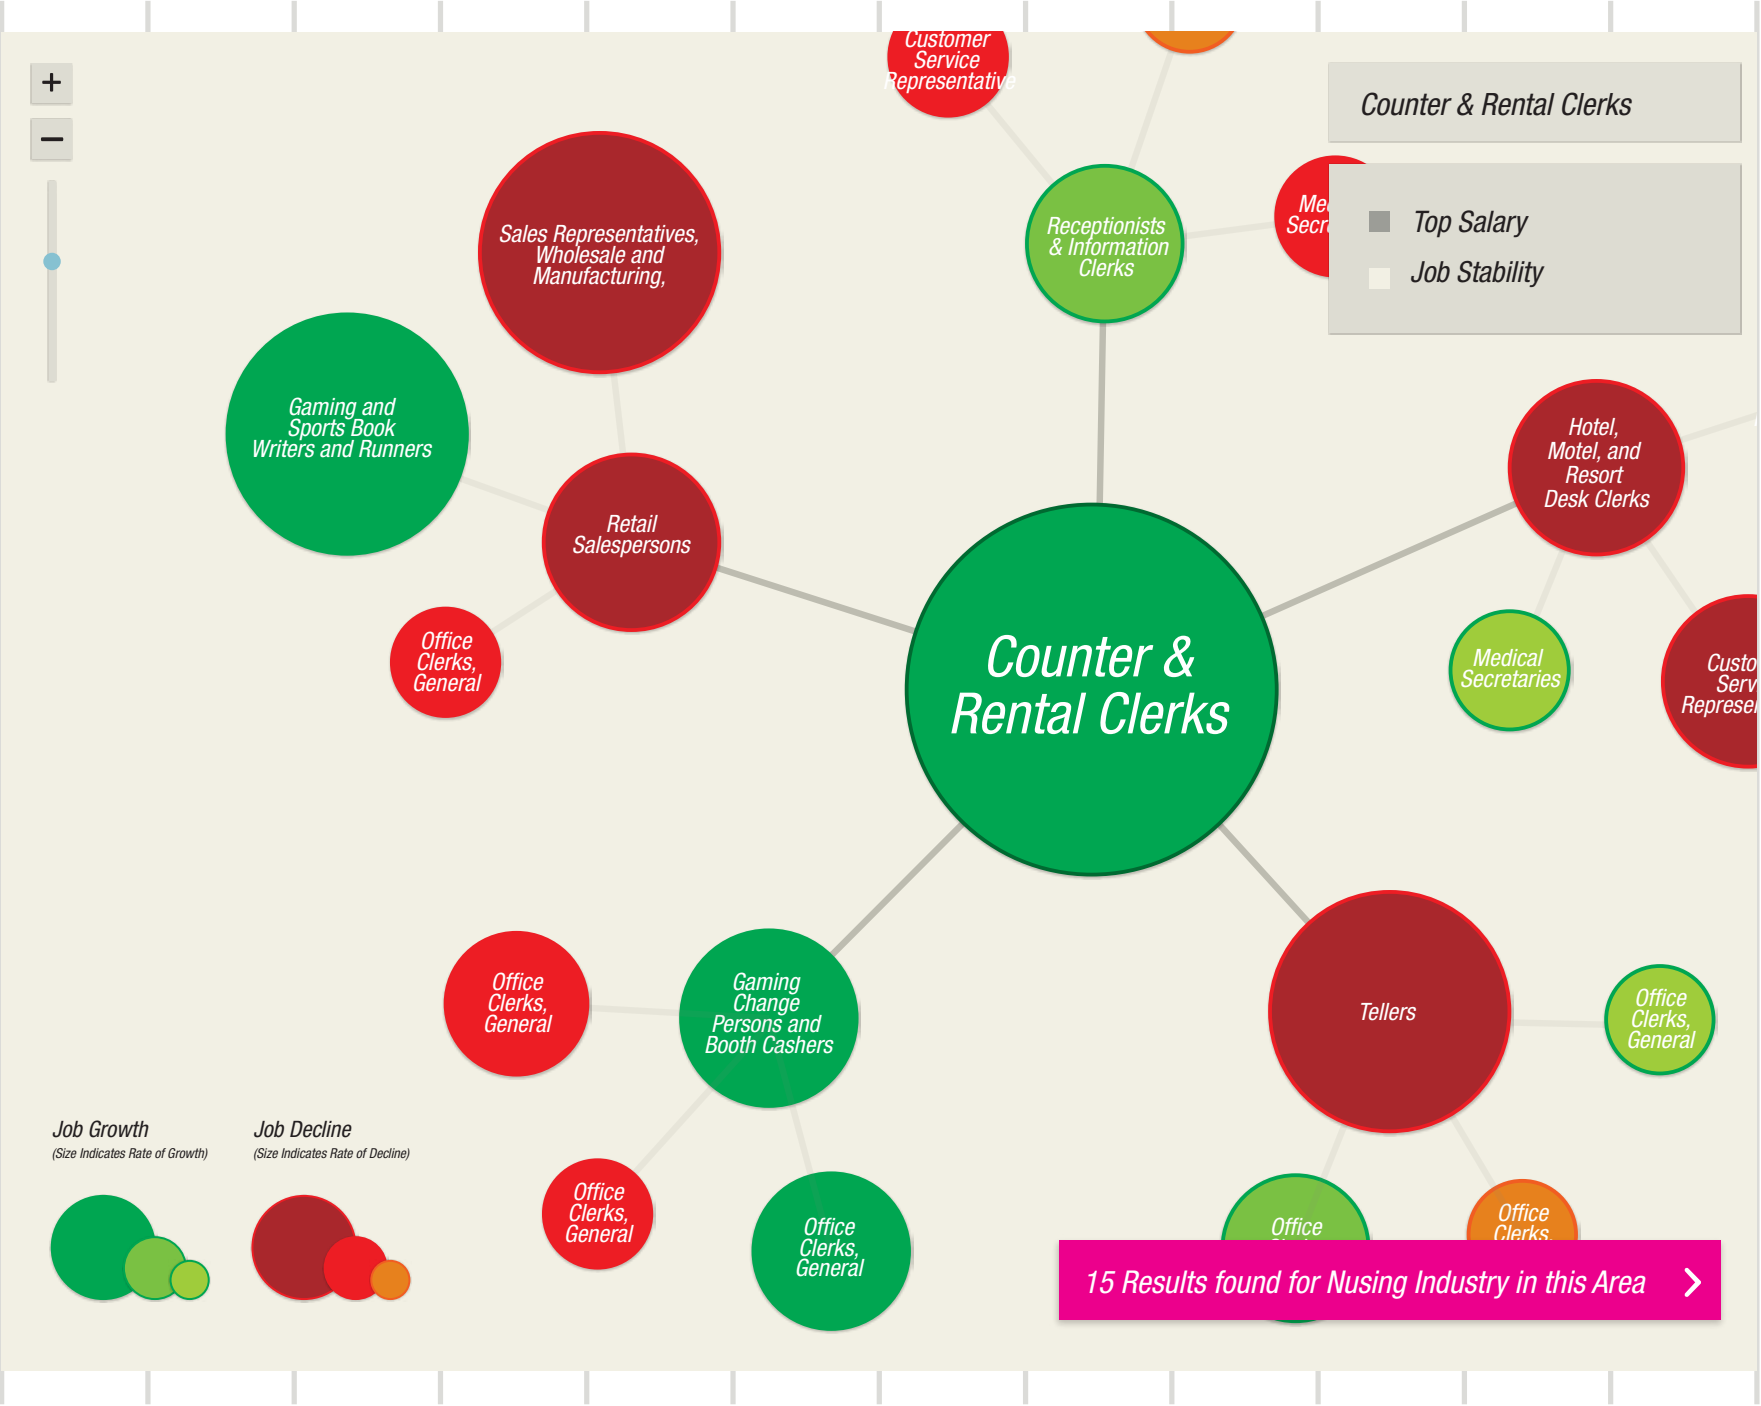 +
Customer
Service
Representative
Counter & Rental Clerks
Top Salary
Job Stability
Receptionists
& Information
Clerks
Sales Representatives,
Wholesale and
Manufacturing,
Gaming and
Sports Book
Writers and Runners
Hotel,
Motel, and
Resort
Desk Clerks
Retail
Salespersons
Office
Clerks,
General
Counter &
Rental Clerks
Medical
Secretaries
Office
Clerks,
General
Gaming
Change
Persons and
Booth Cashers
Tellers
Office
Clerks,
General
Job Growth
(Size Indicates Rate of Growth)
Job Decline
(Size Indicates Rate of Decline)
Office
Clerks,
General
Office
Clerks,
General
Office
Office
Clerks,
15 Results found for Nusing Industry in this Area